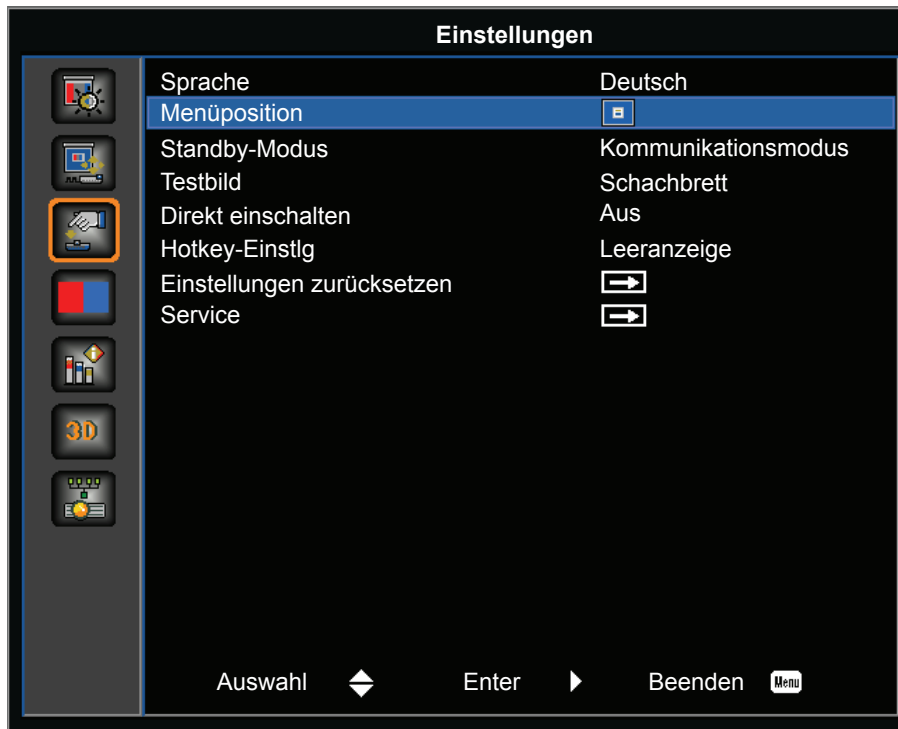 Einstellungen
Sprache Deutsch
Menüposition
Standby-Modus Kommunikationsmodus
Testbild Schachbrett
Direkt einschalten Aus
Hotkey-Einstlg Leeranzeige
Einstellungen zurücksetzen
Service
3D
Auswahl Enter Beenden Menu